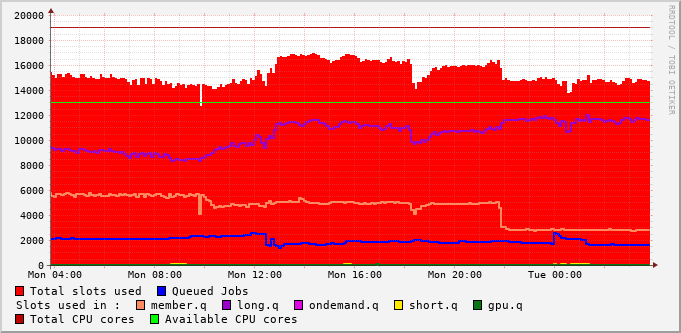 20000
18000
16000
14000
12000
10000
8000
6000
4000
2000
0
Mon 04:00 Mon 08:00 Mon 12:00 Mon 16:00 Mon 20:00 Tue 00:00
Total slots used Queued Jobs
Slots used in : member.q long.q ondemand.q short.q gpu.q
Total CPU cores Available CPU cores
RRDTOOL / TOBI OETIKER